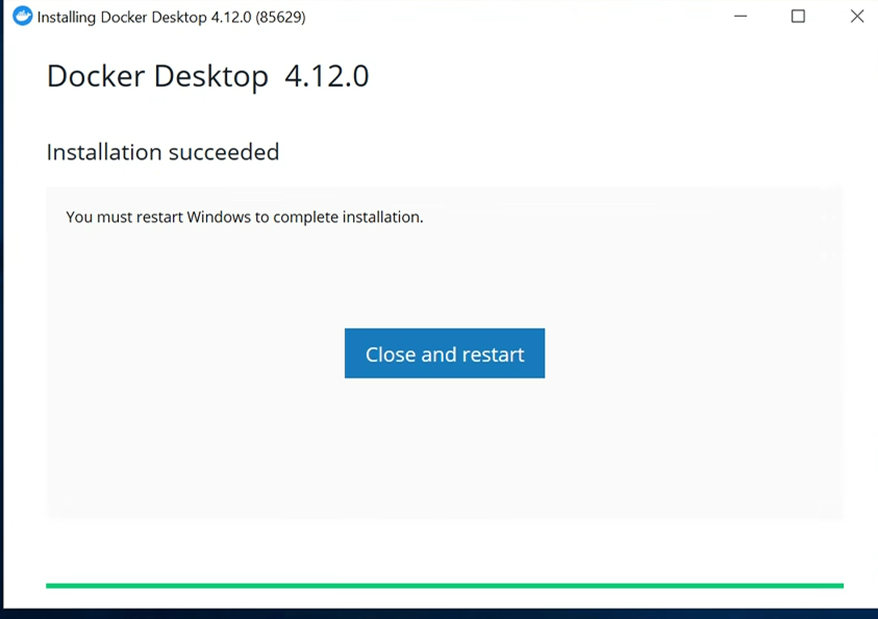 Installing Docker Desktop 4.12.0 (85629)
Docker Desktop 4.12.0
Installation succeeded
You must restart Windows to complete installation.
Close and restart